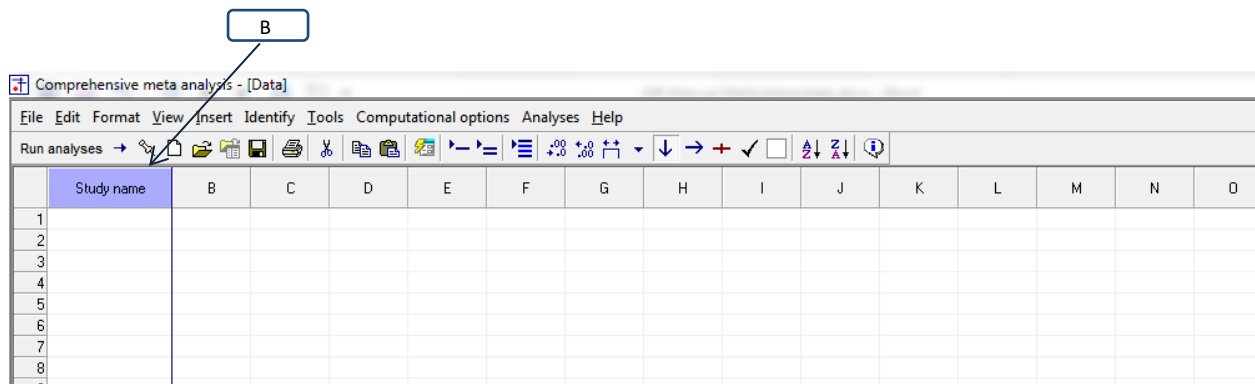 B
Comprehensive meta analysis - [Data]
File Edit Format View Insert Identify Tools Computational options Analyses Help
Run analyses
Study name B C D E F G H I J K L M N O
1
2
3
4
5
6
7
8